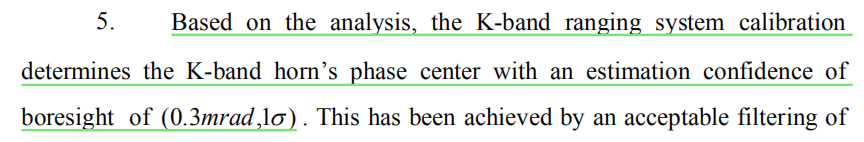 5. Based on the analysis, the K-band ranging system calibration
determines the K-band horn's phase center with an estimation confidence of
boresight of (0.3mrad,1σ). This has been achieved by an acceptable filtering of